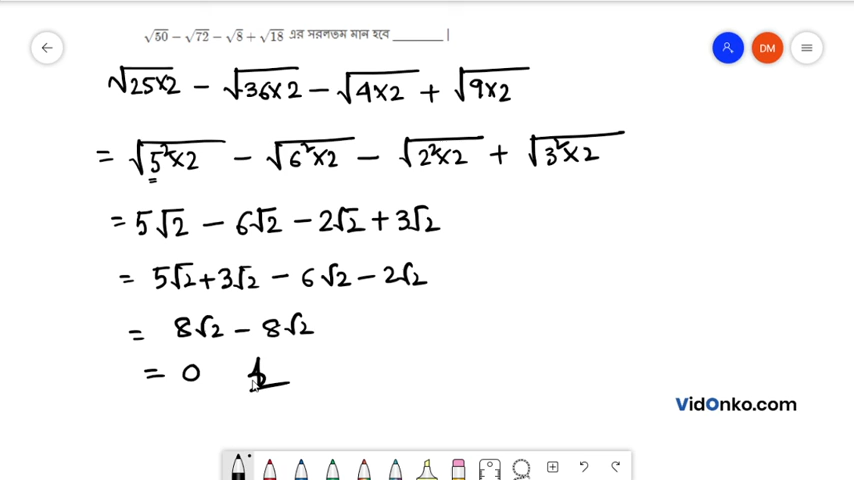 √50 − √72 − √8 + √18 এর সরলতম মান হবে ________ |
DM
√25×2 − √36×2 − √4×2 + √9×2
= √5²×2 − √6²×2 − √2²×2 + √3²×2
= 5√2 − 6√2 − 2√2 + 3√2
= 5√2 + 3√2 − 6√2 − 2√2
= 8√2 − 8√2
= 0
VidOnko.com